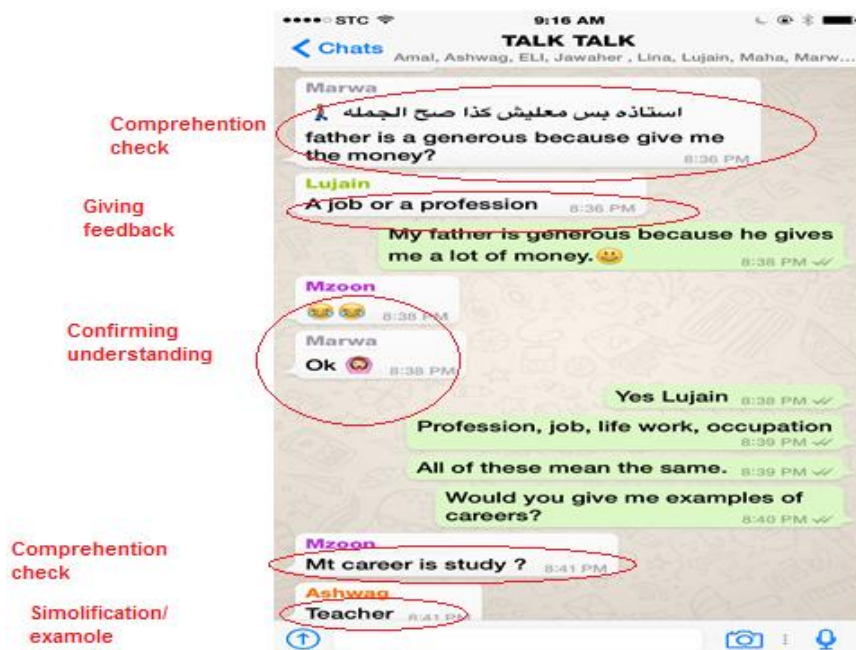 STC
9:16 AM
Chats
TALK TALK
Amal, Ashwag, ELI, Jawaher , Lina, Lujain, Maha, Marw...
Marwa
استاذه بس معليش كذا صح الجمله
father is a generous because give me
the money?
8:36 PM
Comprehention
check
Lujain
A job or a profession 8:36 PM
Giving
feedback
My father is generous because he gives
me a lot of money.😀
8:38 PM
Mzoon
😂😂 8:38 PM
Confirming
understanding
Marwa
Ok 8:38 PM
Yes Lujain 8:38 PM
Profession, job, life work, occupation
8:39 PM
All of these mean the same. 8:39 PM
Would you give me examples of
careers?
8:40 PM
Comprehention
check
Mzoon
Mt career is study ? 8:41 PM
Simolification/
examole
Ashwag
Teacher 8:41 PM